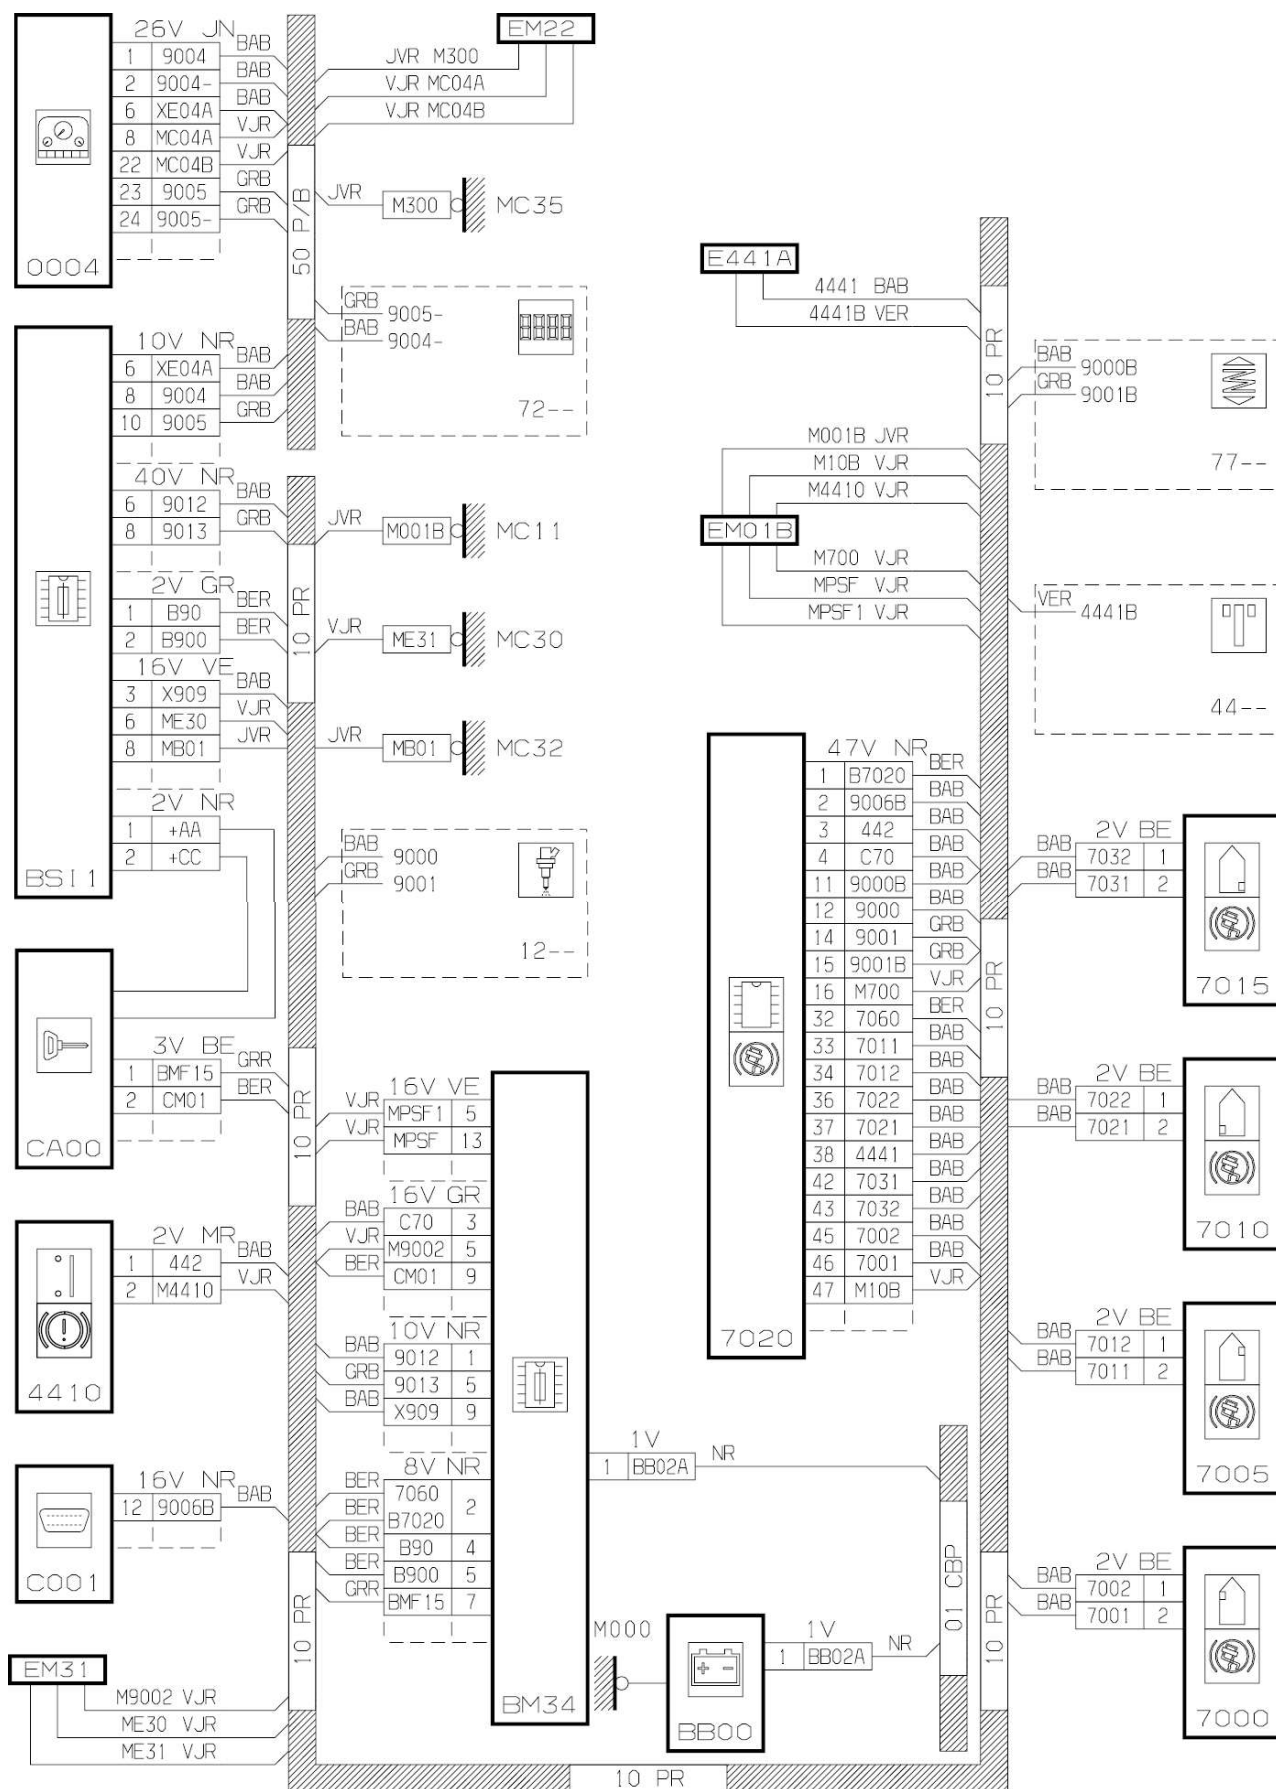 26V JN
1 9004 BAB
2 9004- BAB
6 XE04A BAB
8 MC04A VJR
22 MC04B VJR
23 9005 GRB
24 9005- GRB
0004
EM22
JVR M300
VJR MC04A
VJR MC04B
50 P/B
JVR M300 MC35
GRB 9005-
BAB 9004-
72--
10V NR
6 XE04A BAB
8 9004 BAB
10 9005 GRB
40V NR
6 9012 BAB
8 9013 GRB
2V GR
1 B90 BER
2 B900 BER
16V VE
3 X909 BAB
6 ME30 VJR
8 MB01 JVR
2V NR
1 +AA
2 +CC
BSI1
10 PR
JVR M001B MC11
VJR ME31 MC30
JVR MB01 MC32
BAB 9000
GRB 9001
12--
3V BE
1 BMF15 GRR
2 CM01 BER
CA00
10 PR
2V MR
1 442 BAB
2 M4410 VJR
4410
16V NR
12 9006B BAB
C001
10 PR
EM31
M9002 VJR
ME30 VJR
ME31 VJR
16V VE
VJR MPSF1 5
VJR MPSF 13
16V GR
BAB C70 3
VJR M9002 5
BER CM01 9
10V NR
BAB 9012 1
GRB 9013 5
BAB X909 9
8V NR
BER 7060 2
BER B7020
BER B90 4
BER B900 5
GRR BMF15 7
BM34
1V
1 BB02A NR
M000
1V
1 BB02A NR
BB00
01 CBP
10 PR
E441A
4441 BAB
4441B VER
10 PR
BAB 9000B
GRB 9001B
77--
M001B JVR
M10B VJR
M4410 VJR
EM01B
M700 VJR
MPSF VJR
MPSF1 VJR
VER 4441B
44--
47V NR
1 B7020 BER
2 9006B BAB
3 442 BAB
4 C70 BAB
11 9000B BAB
12 9000 BAB
14 9001 GRB
15 9001B GRB
16 M700 VJR
32 7060 BER
33 7011 BAB
34 7012 BAB
36 7022 BAB
37 7021 BAB
38 4441 BAB
42 7031 BAB
43 7032 BAB
45 7002 BAB
46 7001 BAB
47 M10B VJR
7020
10 PR
2V BE
BAB 7032 1
BAB 7031 2
7015
2V BE
BAB 7022 1
BAB 7021 2
7010
2V BE
BAB 7012 1
BAB 7011 2
7005
2V BE
BAB 7002 1
BAB 7001 2
7000
10 PR